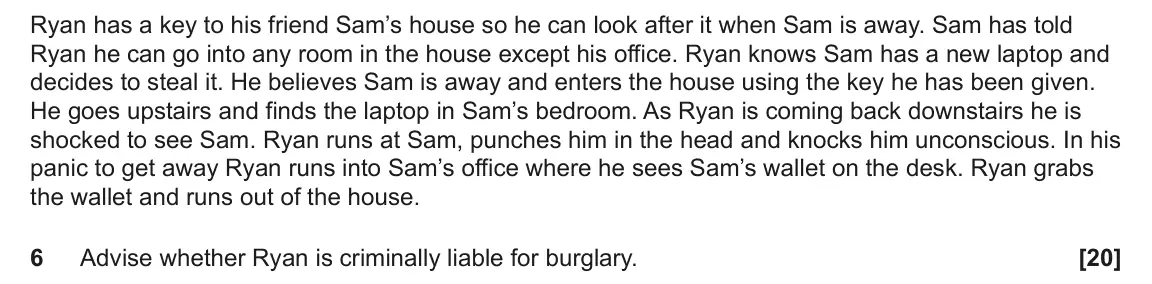 Ryan has a key to his friend Sam’s house so he can look after it when Sam is away. Sam has told
Ryan he can go into any room in the house except his office. Ryan knows Sam has a new laptop and
decides to steal it. He believes Sam is away and enters the house using the key he has been given.
He goes upstairs and finds the laptop in Sam’s bedroom. As Ryan is coming back downstairs he is
shocked to see Sam. Ryan runs at Sam, punches him in the head and knocks him unconscious. In his
panic to get away Ryan runs into Sam’s office where he sees Sam’s wallet on the desk. Ryan grabs
the wallet and runs out of the house.
6 Advise whether Ryan is criminally liable for burglary. [20]